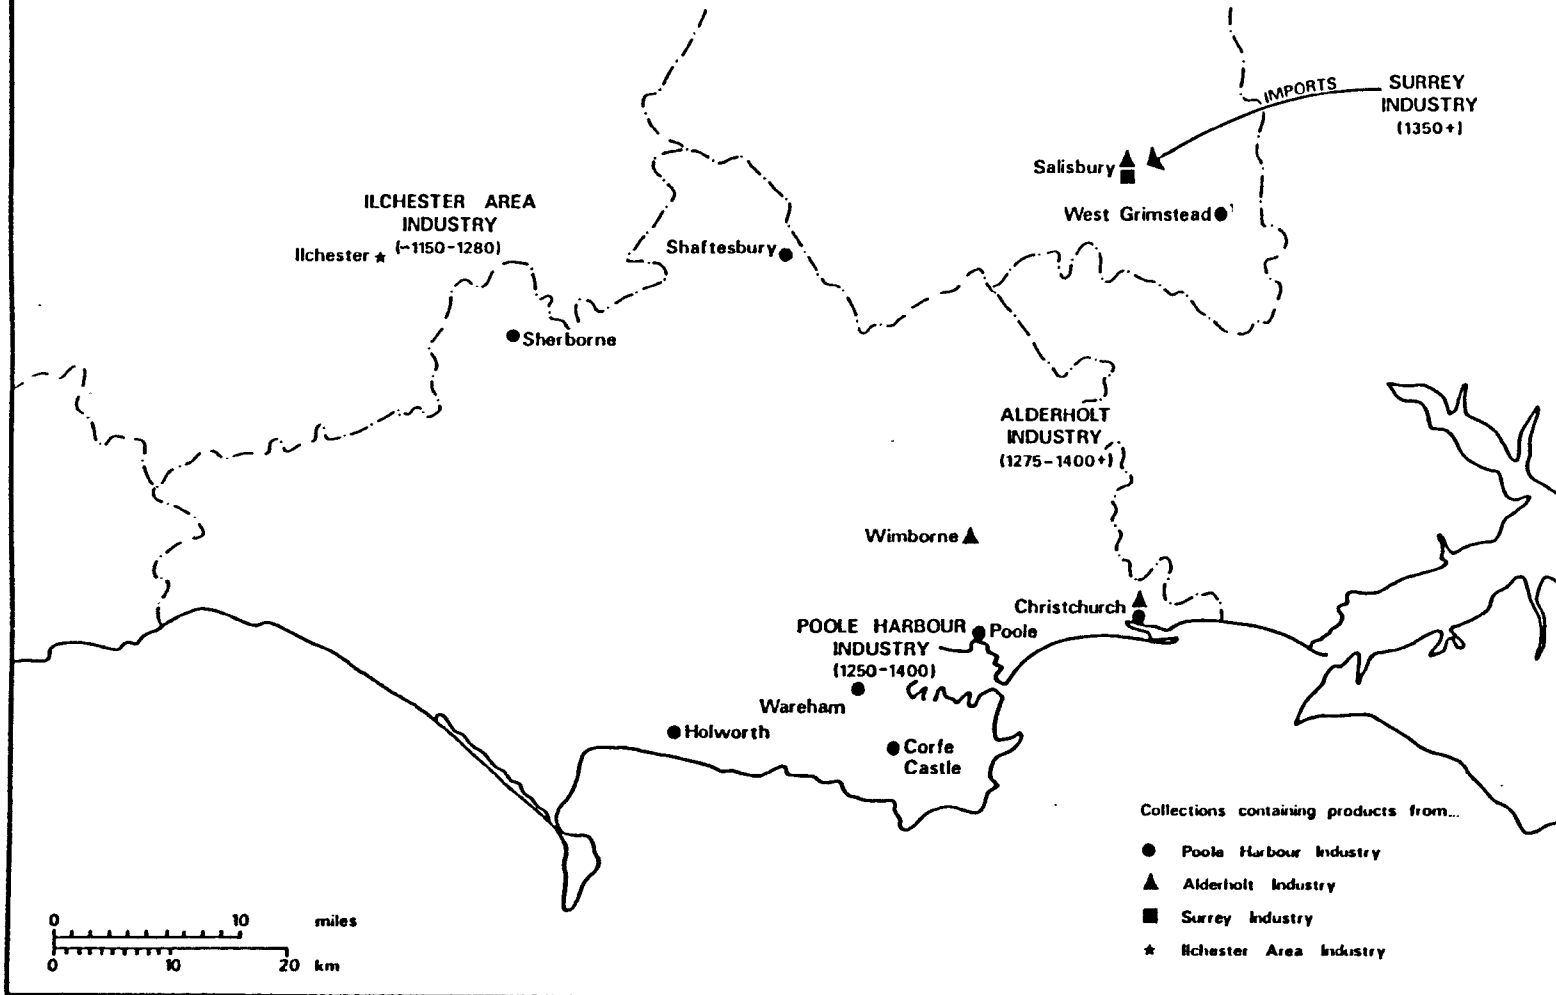 IMPORTS
SURREY
INDUSTRY
(1350+)
Salisbury
West Grimstead
ILCHESTER AREA
INDUSTRY
(~1150-1280)
Ilchester
Shaftesbury
Sherborne
ALDERHOLT
INDUSTRY
(1275-1400+)
Wimborne
Christchurch
POOLE HARBOUR
INDUSTRY
(1250-1400)
Poole
Wareham
Holworth
Corfe
Castle
Collections containing products from...
Poole Harbour Industry
Alderholt Industry
Surrey Industry
Ilchester Area Industry
0 10 miles
0 10 20 km